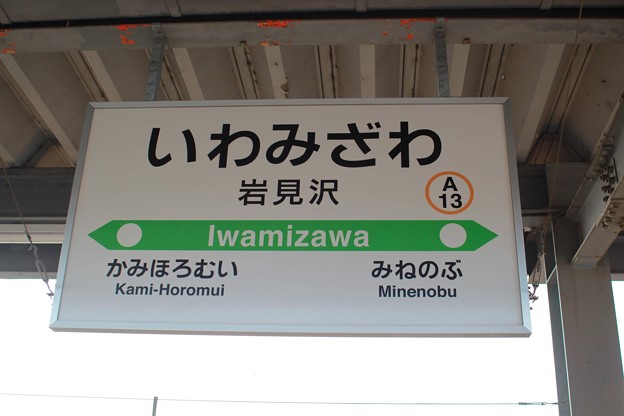 いわみざわ
岩見沢
A
13
Iwamizawa
かみほろむい
Kami-Horomui
みねのぶ
Minenobu